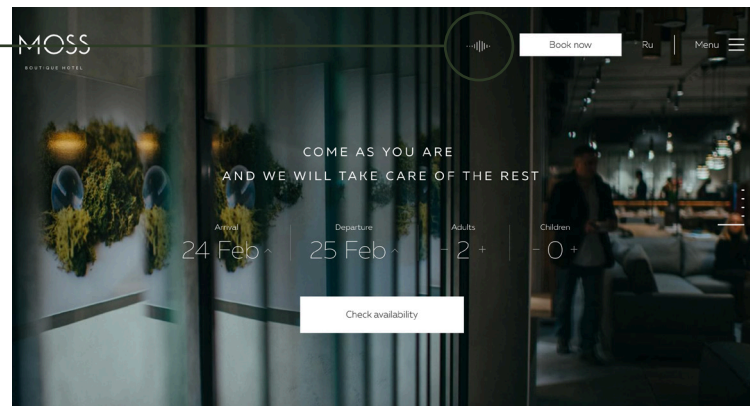 MOSS
BOUTIQUE HOTEL
Book now
Ru
Menu
COME AS YOU ARE
AND WE WILL TAKE CARE OF THE REST
Arrival
Departure
Adults
Children
24 Feb
25 Feb
- 2 +
- 0 +
Check availability